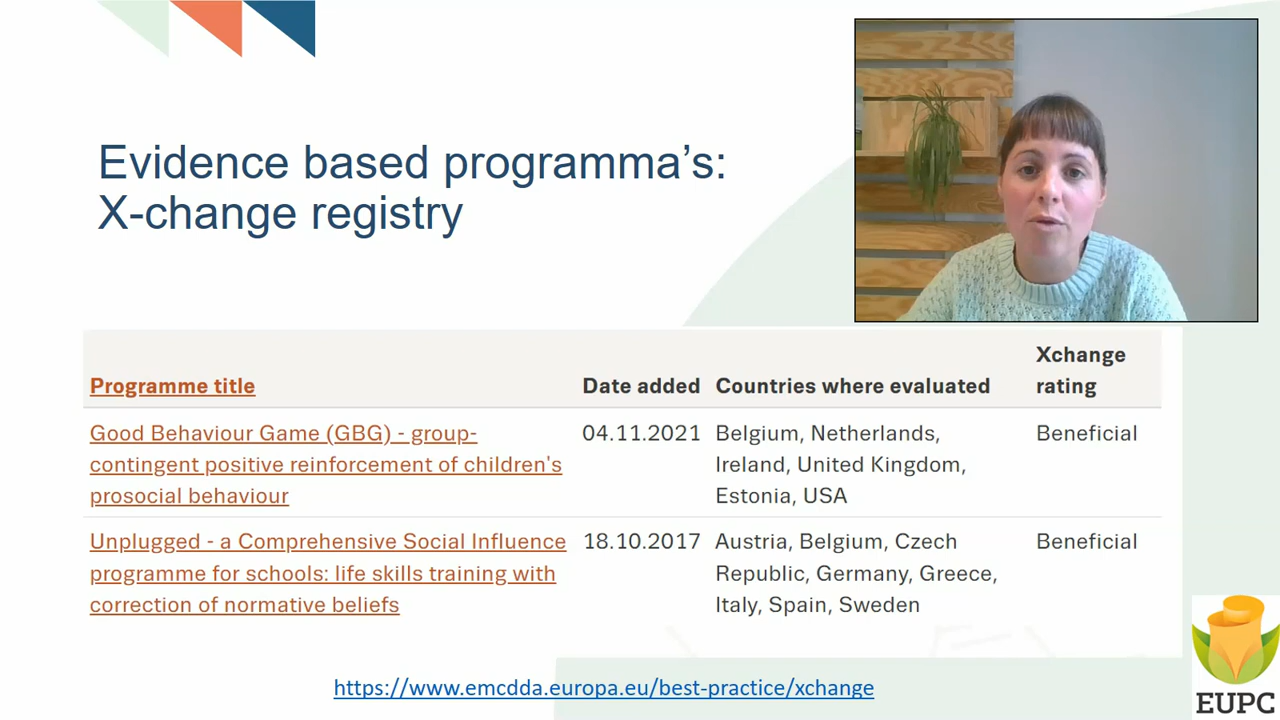 Evidence based programma's:
X-change registry
Programme title
Date added
Countries where evaluated
Xchange
rating
Good Behaviour Game (GBG) - group-
contingent positive reinforcement of children's
prosocial behaviour
04.11.2021
Belgium, Netherlands,
Ireland, United Kingdom,
Estonia, USA
Beneficial
Unplugged - a Comprehensive Social Influence
programme for schools: life skills training with
correction of normative beliefs
18.10.2017
Austria, Belgium, Czech
Republic, Germany, Greece,
Italy, Spain, Sweden
Beneficial
https://www.emcdda.europa.eu/best-practice/xchange
EUPC